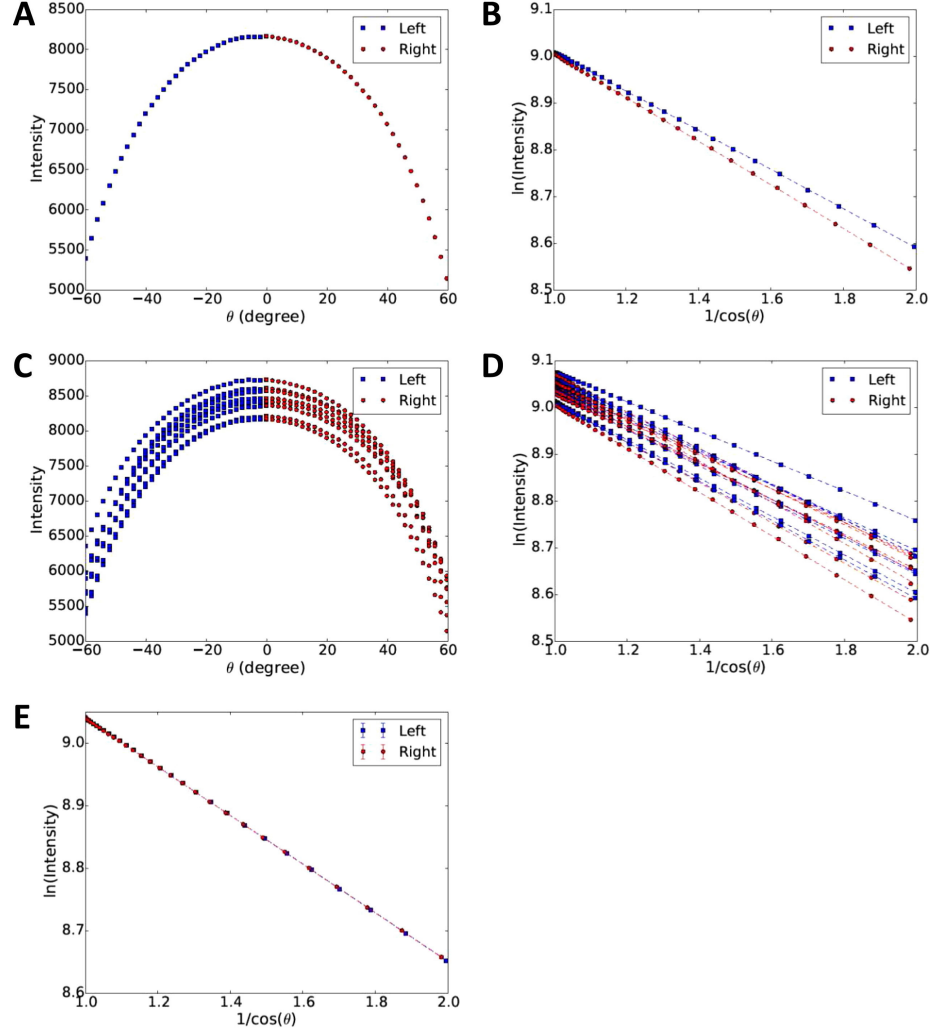 A
8500
8000
7500
7000
6500
6000
5500
5000
Intensity
−60 −40 −20 0 20 40 60
θ (degree)
Left
Right
B
9.1
9.0
8.9
8.8
8.7
8.6
8.5
ln(Intensity)
1.0 1.2 1.4 1.6 1.8 2.0
1/cos(θ)
Left
Right
C
9000
8500
8000
7500
7000
6500
6000
5500
5000
Intensity
−60 −40 −20 0 20 40 60
θ (degree)
Left
Right
D
9.1
9.0
8.9
8.8
8.7
8.6
8.5
ln(Intensity)
1.0 1.2 1.4 1.6 1.8 2.0
1/cos(θ)
Left
Right
E
9.0
8.9
8.8
8.7
8.6
ln(Intensity)
1.0 1.2 1.4 1.6 1.8 2.0
1/cos(θ)
Left
Right